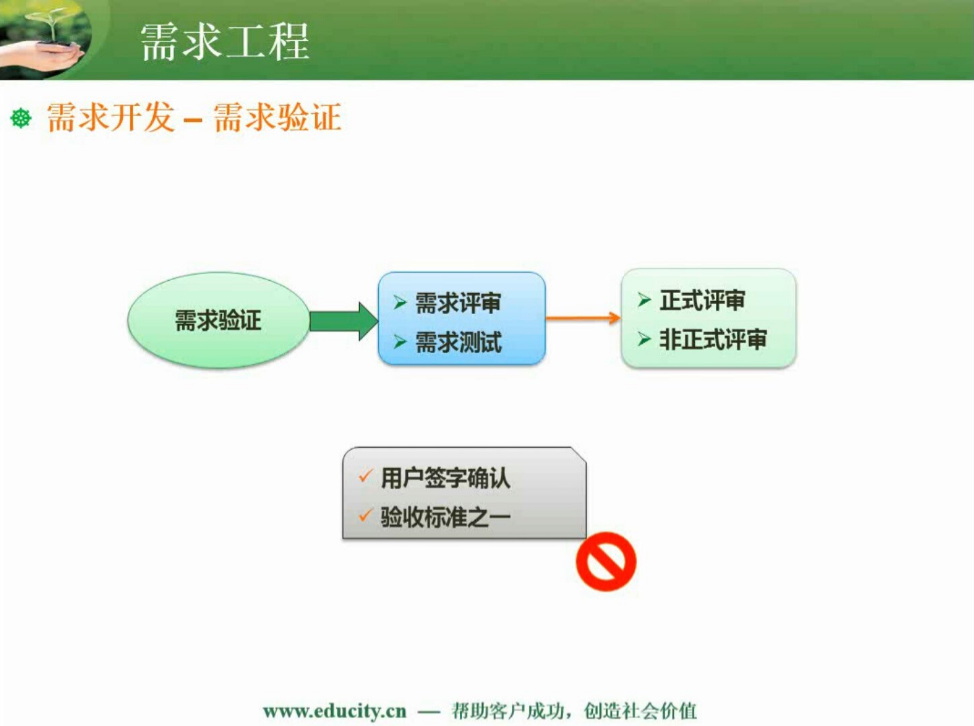 需求工程
需求开发 – 需求验证
需求验证
需求评审
需求测试
正式评审
非正式评审
用户签字确认
验收标准之一
www.educity.cn — 帮助客户成功，创造社会价值